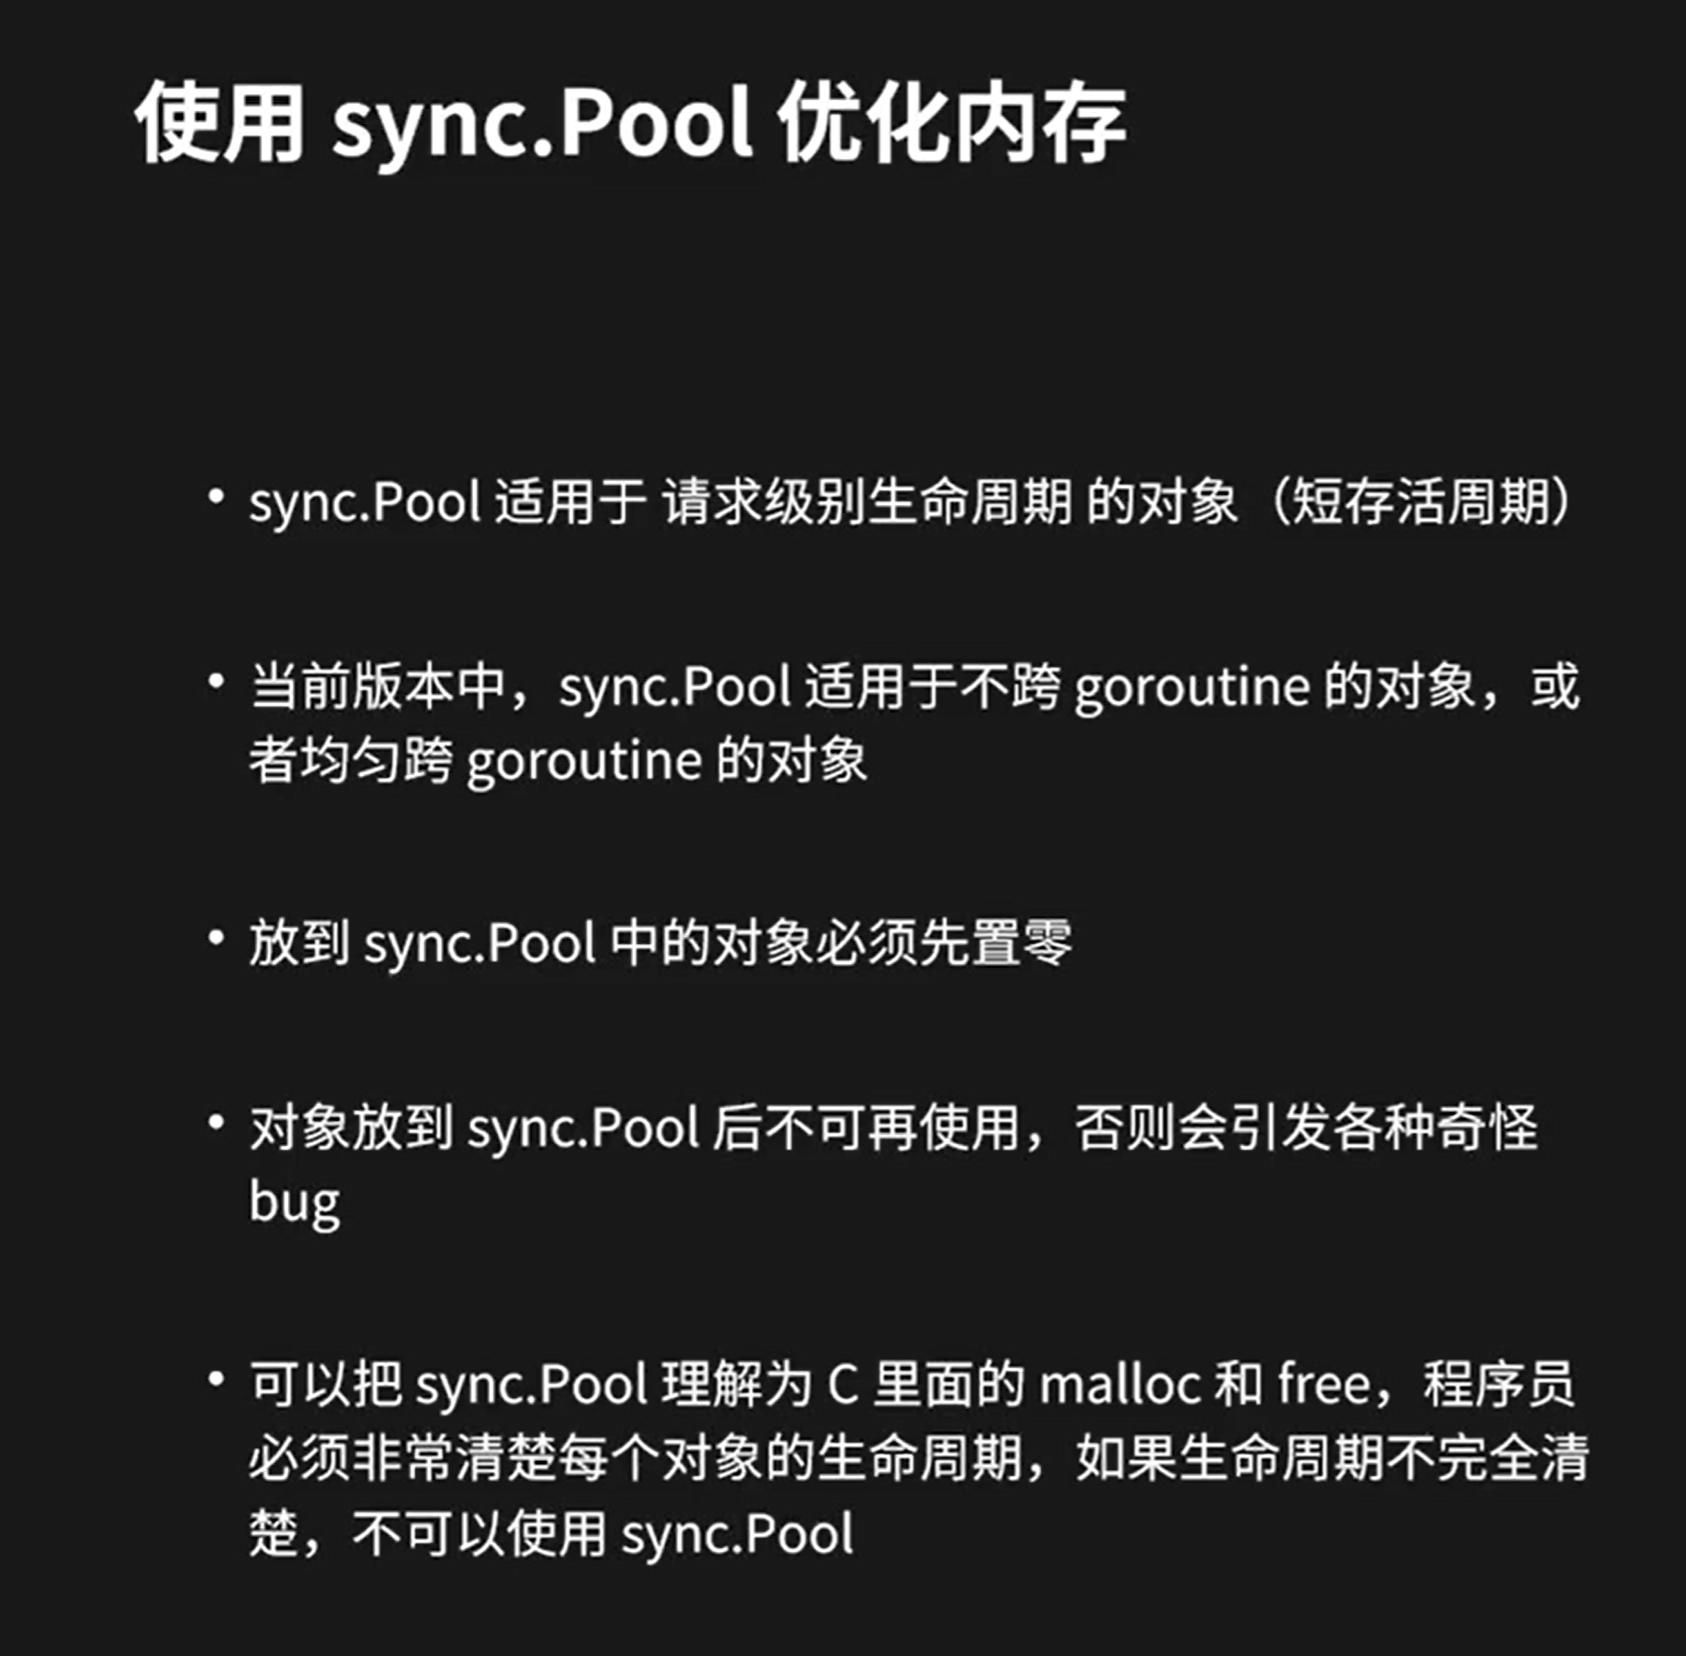 使用 sync.Pool 优化内存
• sync.Pool 适用于 请求级别生命周期 的对象（短存活周期）
• 当前版本中，sync.Pool 适用于不跨 goroutine 的对象，或
者均匀跨 goroutine 的对象
• 放到 sync.Pool 中的对象必须先置零
• 对象放到 sync.Pool 后不可再使用，否则会引发各种奇怪
bug
• 可以把 sync.Pool 理解为 C 里面的 malloc 和 free，程序员
必须非常清楚每个对象的生命周期，如果生命周期不完全清
楚，不可以使用 sync.Pool